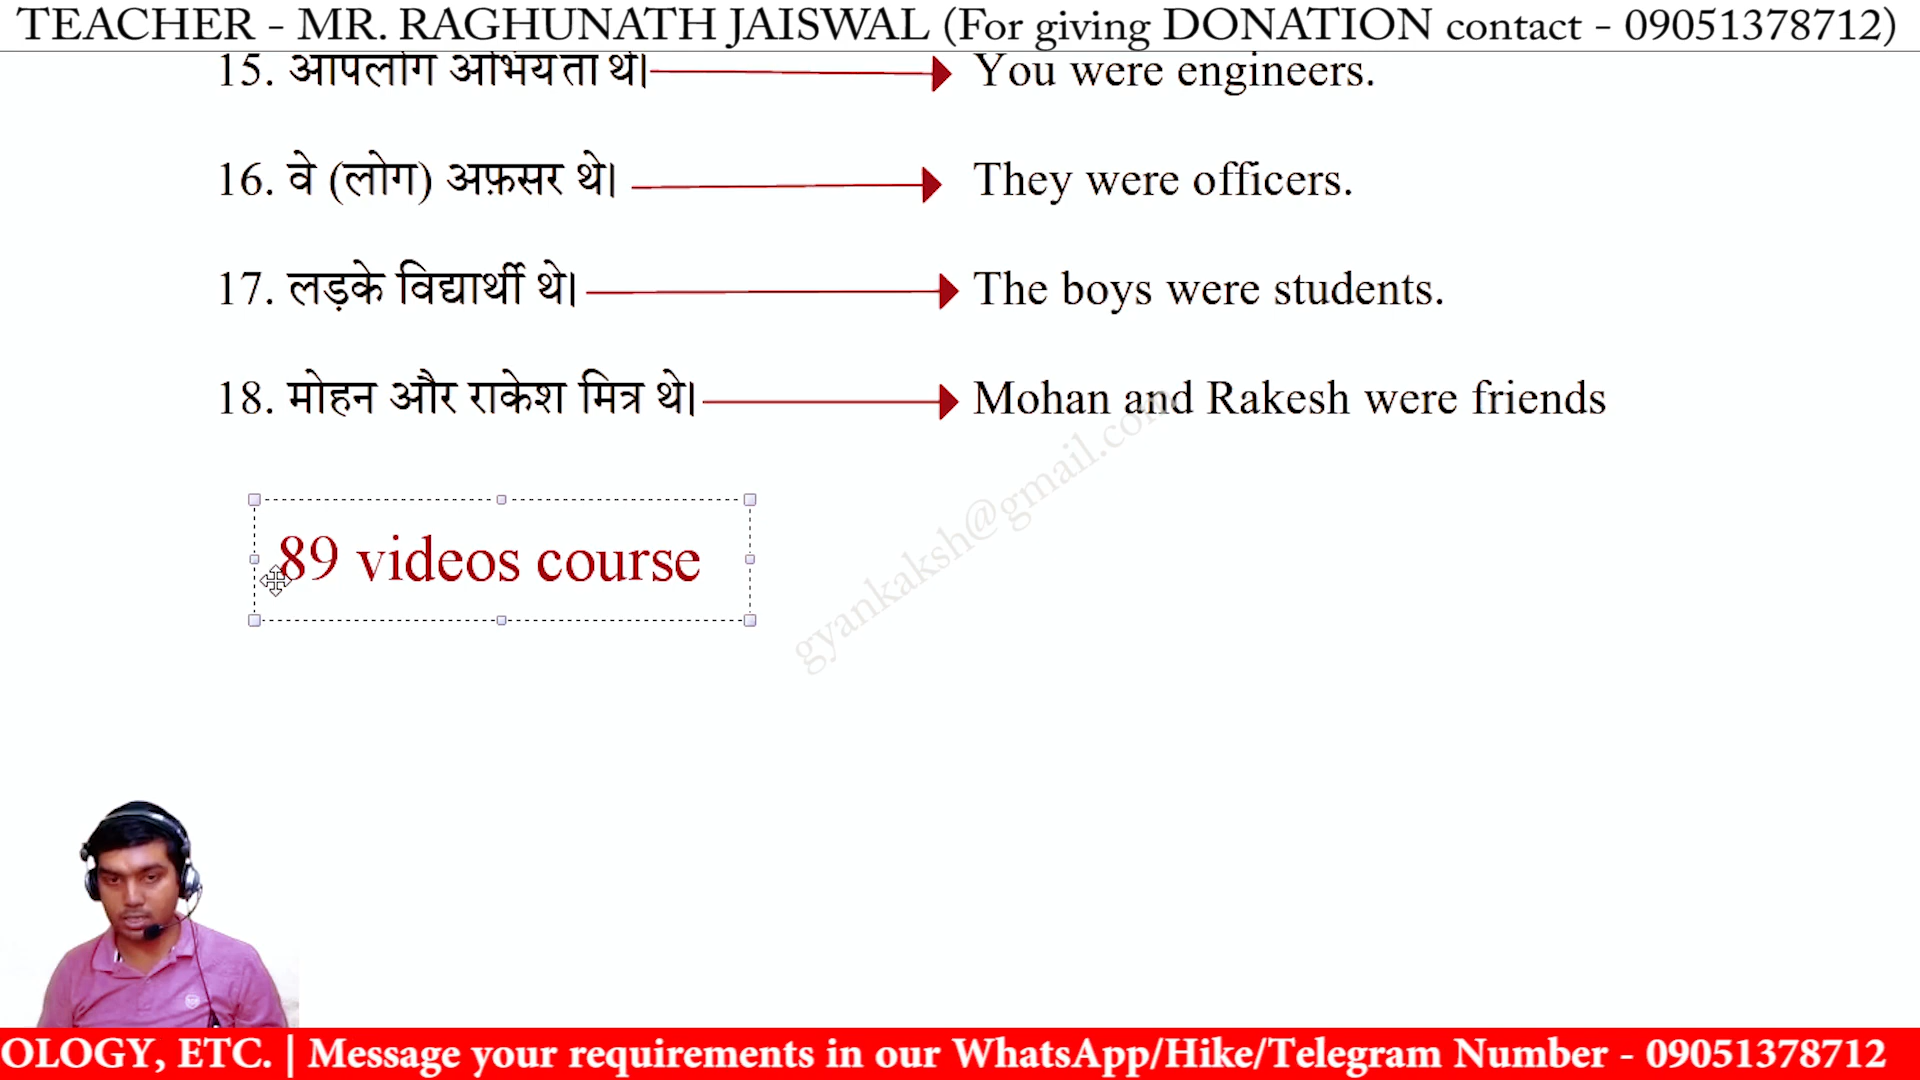 TEACHER - MR. RAGHUNATH JAISWAL (For giving DONATION contact - 09051378712)
15. आपलोग अभियंता थे। You were engineers.
16. वे (लोग) अफ़सर थे। They were officers.
17. लड़के विद्यार्थी थे। The boys were students.
18. मोहन और राकेश मित्र थे। Mohan and Rakesh were friends
gyankaksh@gmail.com
89 videos course
OLOGY, ETC. | Message your requirements in our WhatsApp/Hike/Telegram Number - 09051378712